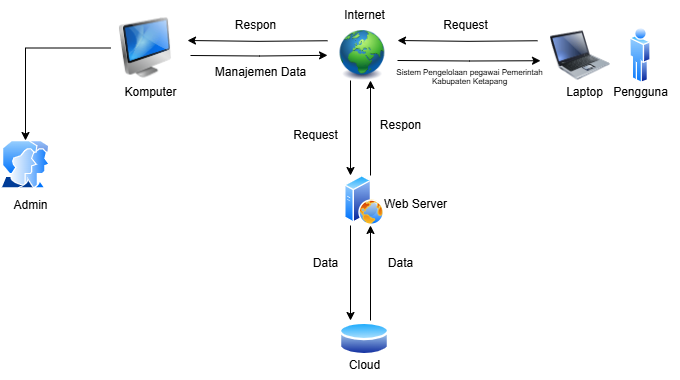 Internet
Respon
Request
Manajemen Data
Sistem Pengelolaan pegawai Pemerintah
Kabupaten Ketapang
Komputer
Laptop
Pengguna
Request
Respon
Admin
Web Server
Data
Data
Cloud